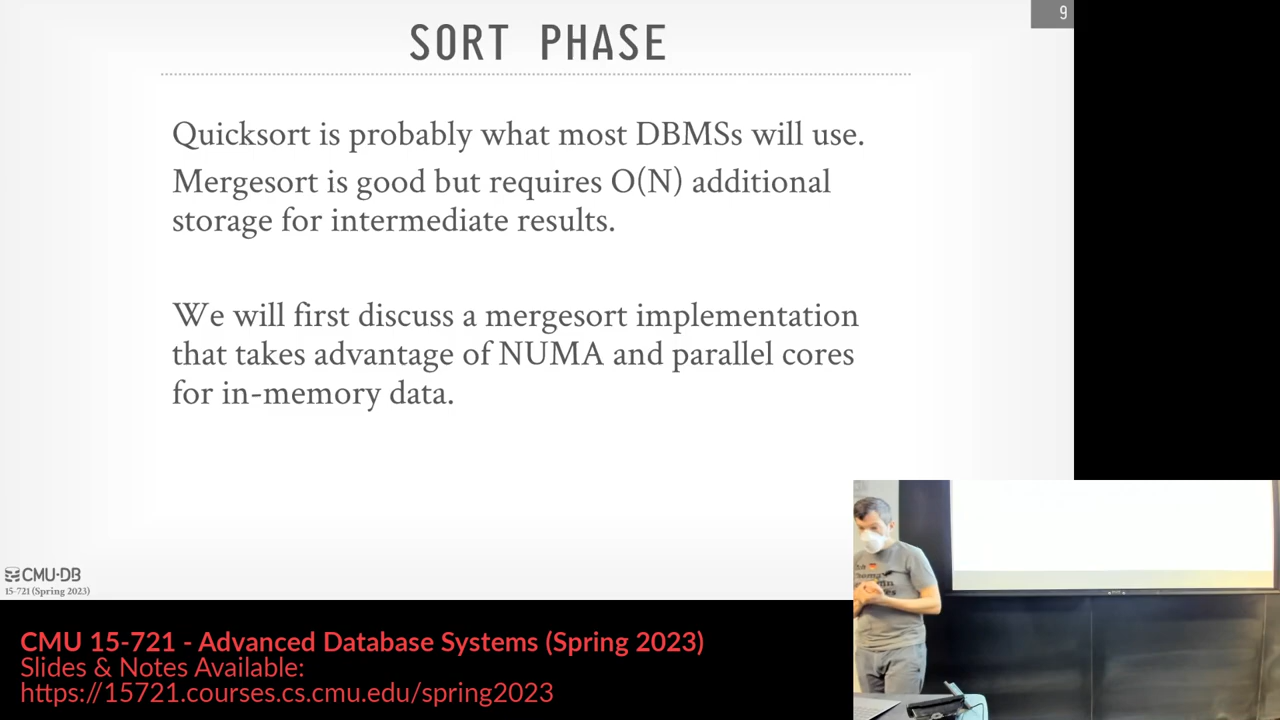 9
SORT PHASE
Quicksort is probably what most DBMSs will use.
Mergesort is good but requires O(N) additional
storage for intermediate results.
We will first discuss a mergesort implementation
that takes advantage of NUMA and parallel cores
for in-memory data.
CMU·DB
15-721 (Spring 2023)
CMU 15-721 - Advanced Database Systems (Spring 2023)
Slides & Notes Available:
https://15721.courses.cs.cmu.edu/spring2023